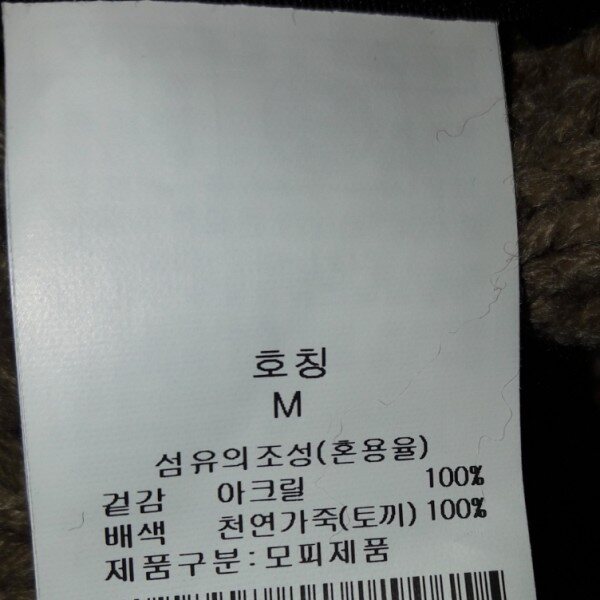 호칭
M
섬유의조성(혼용율)
겉감 아크릴 100%
배색 천연가죽(토끼) 100%
제품구분:모피제품